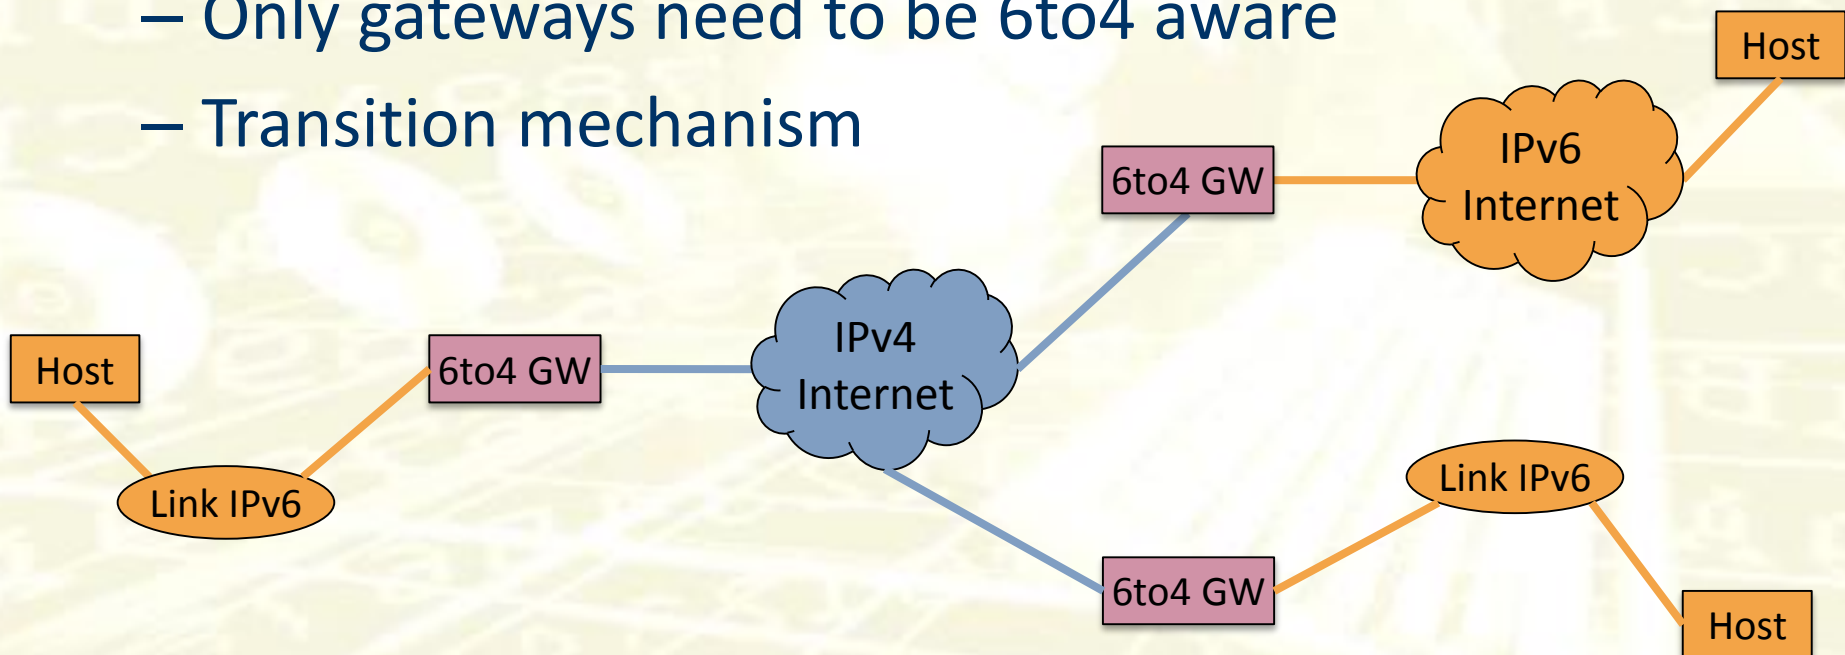 – Only gateways need to be 6to4 aware
– Transition mechanism
Host
IPv6
Internet
6to4 GW
IPv4
Internet
Host
6to4 GW
Link IPv6
Link IPv6
6to4 GW
Host